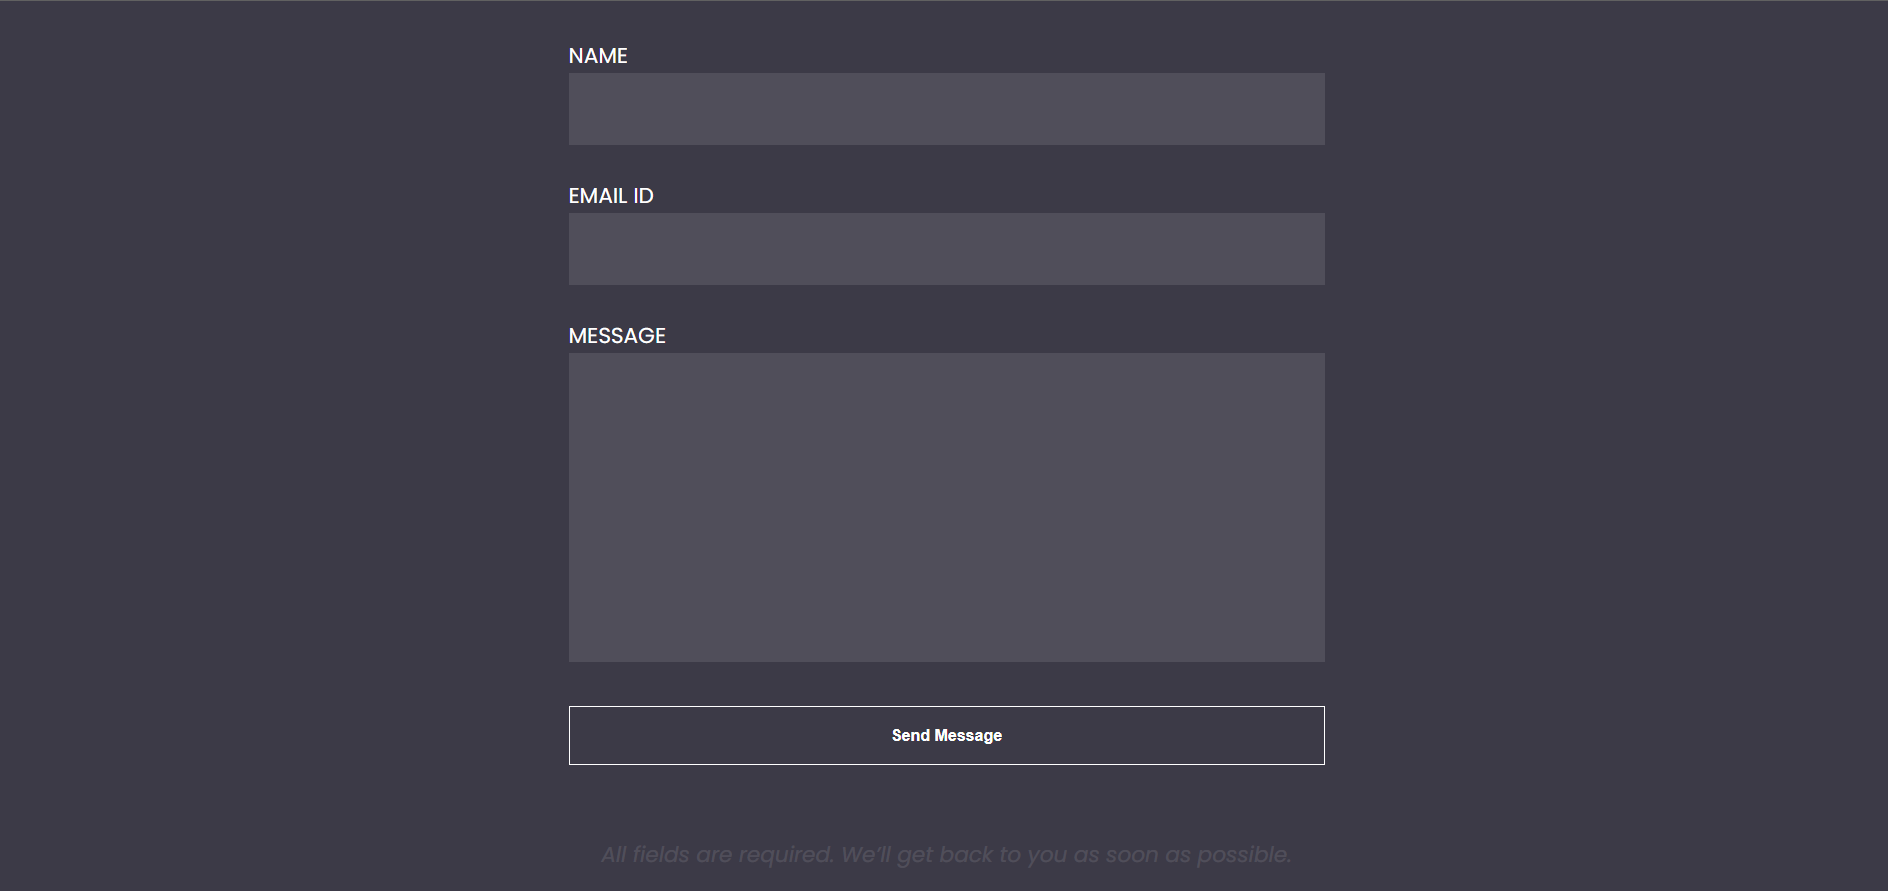 NAME
EMAIL ID
MESSAGE
Send Message
All fields are required. We’ll get back to you as soon as possible.